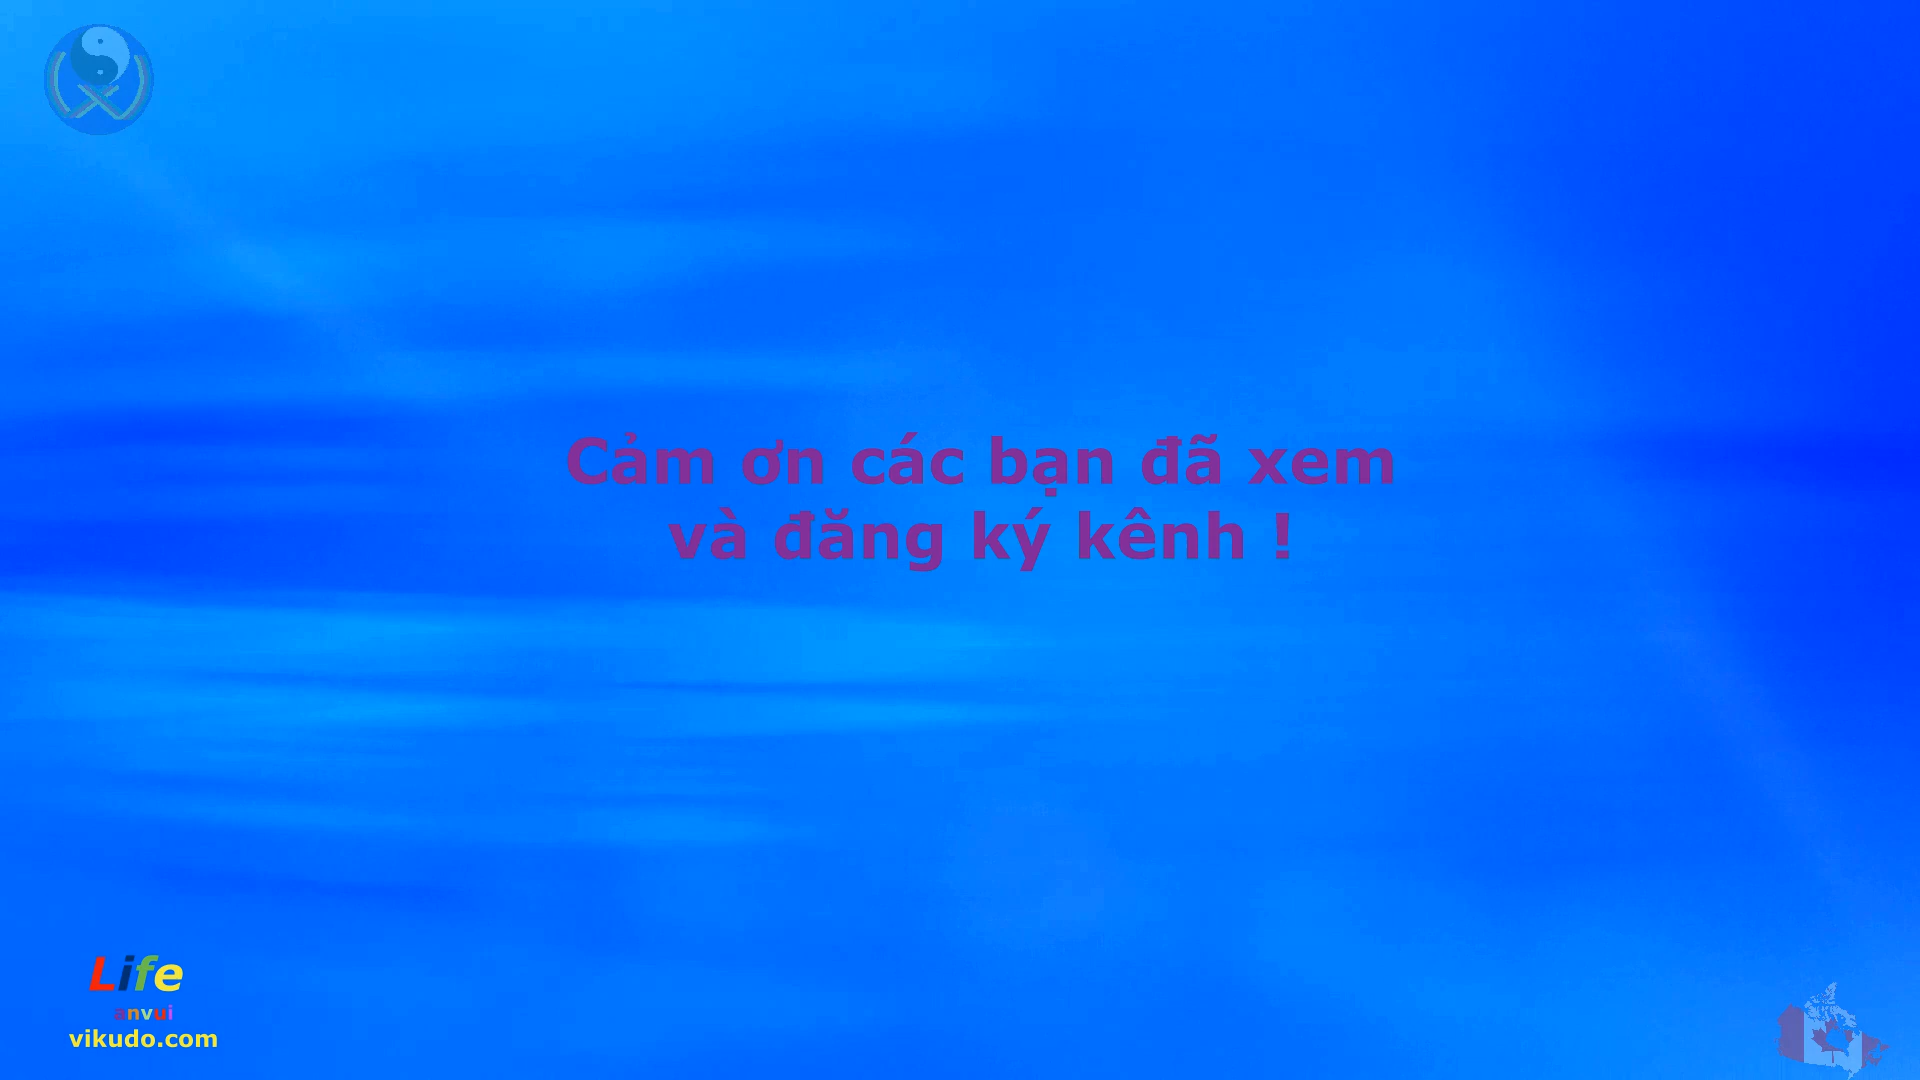 Cảm ơn các bạn đã xem
và đăng ký kênh !
Life
anvui
vikudo.com